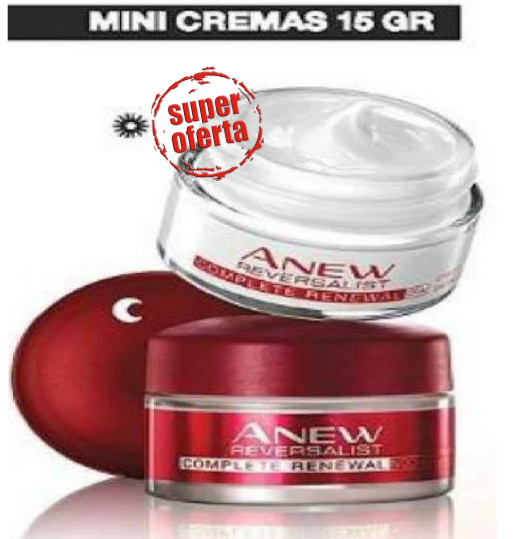 MINI CREMAS 15 GR
super
oferta
ANEW
REVERSALIST
COMPLETE RENEWAL
ANEW
REVERSALIST
COMPLETE RENEWAL